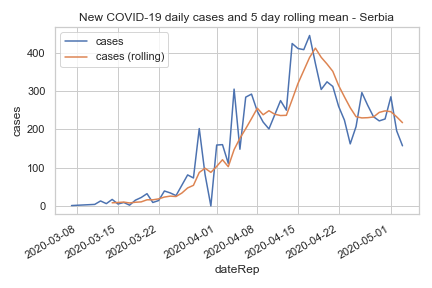 New COVID-19 daily cases and 5 day rolling mean - Serbia
cases
cases (rolling)
400
300
200
100
0
cases
2020-03-08
2020-03-15
2020-03-22
2020-04-01
2020-04-08
2020-04-15
2020-04-22
2020-05-01
dateRep